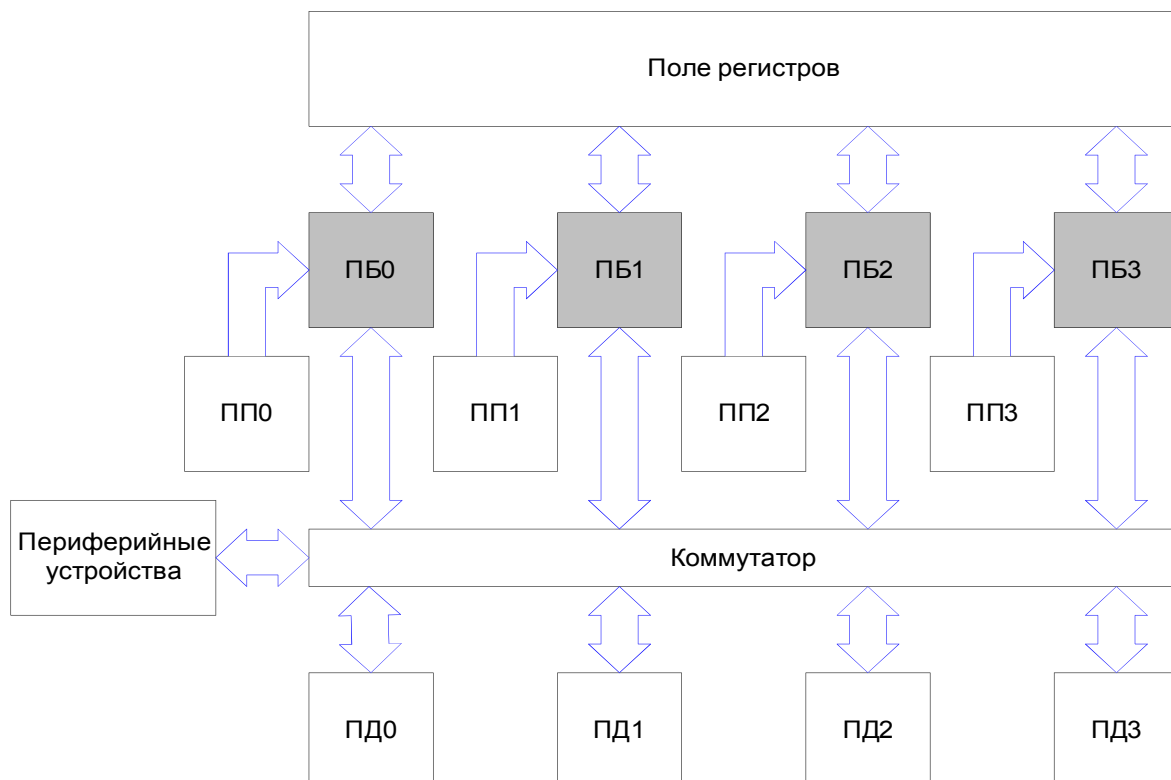 Поле регистров
ПБ0
ПБ1
ПБ2
ПБ3
ПП0
ПП1
ПП2
ПП3
Периферийные
устройства
Коммутатор
ПД0
ПД1
ПД2
ПД3